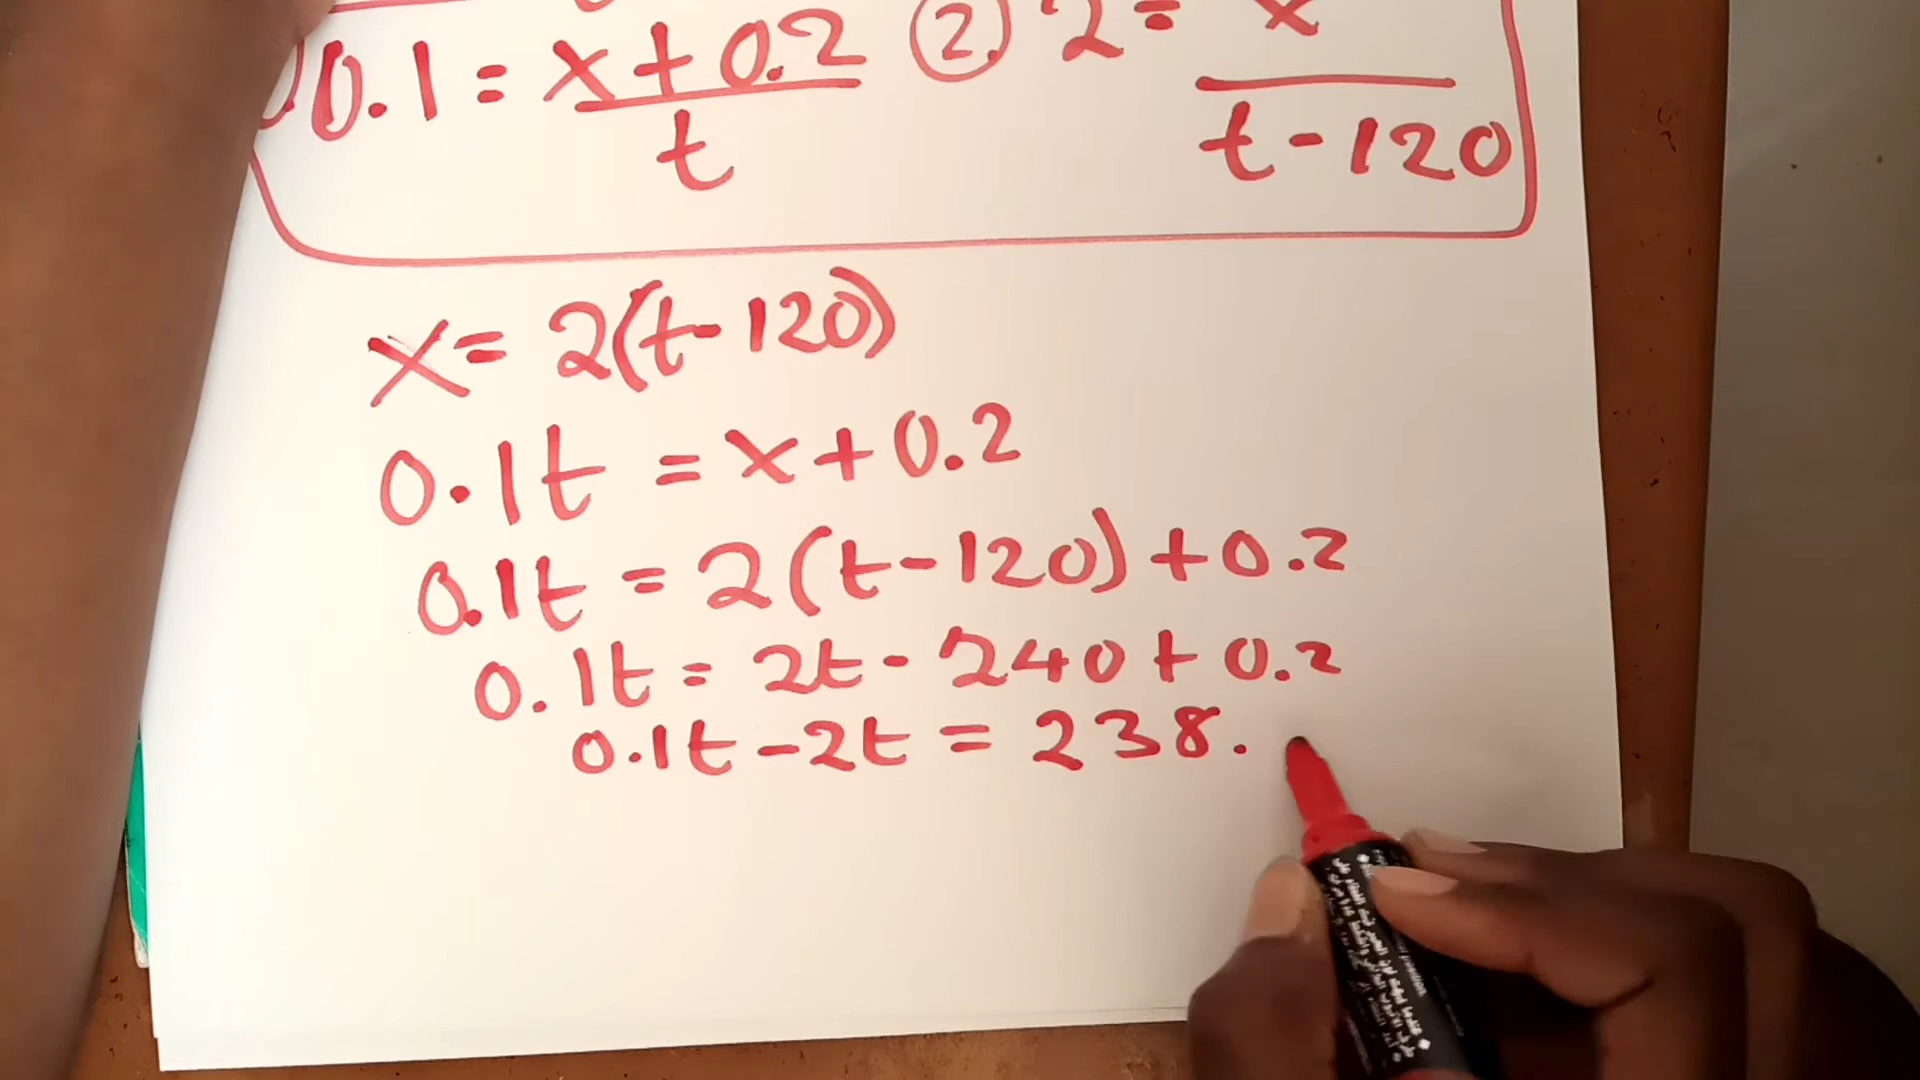 0.1 = x+0.2 / t  ②. 2 = x / t-120
x = 2(t-120)
0.1t = x+0.2
0.1t = 2(t-120)+0.2
0.1t = 2t-240+0.2
0.1t-2t = 238.